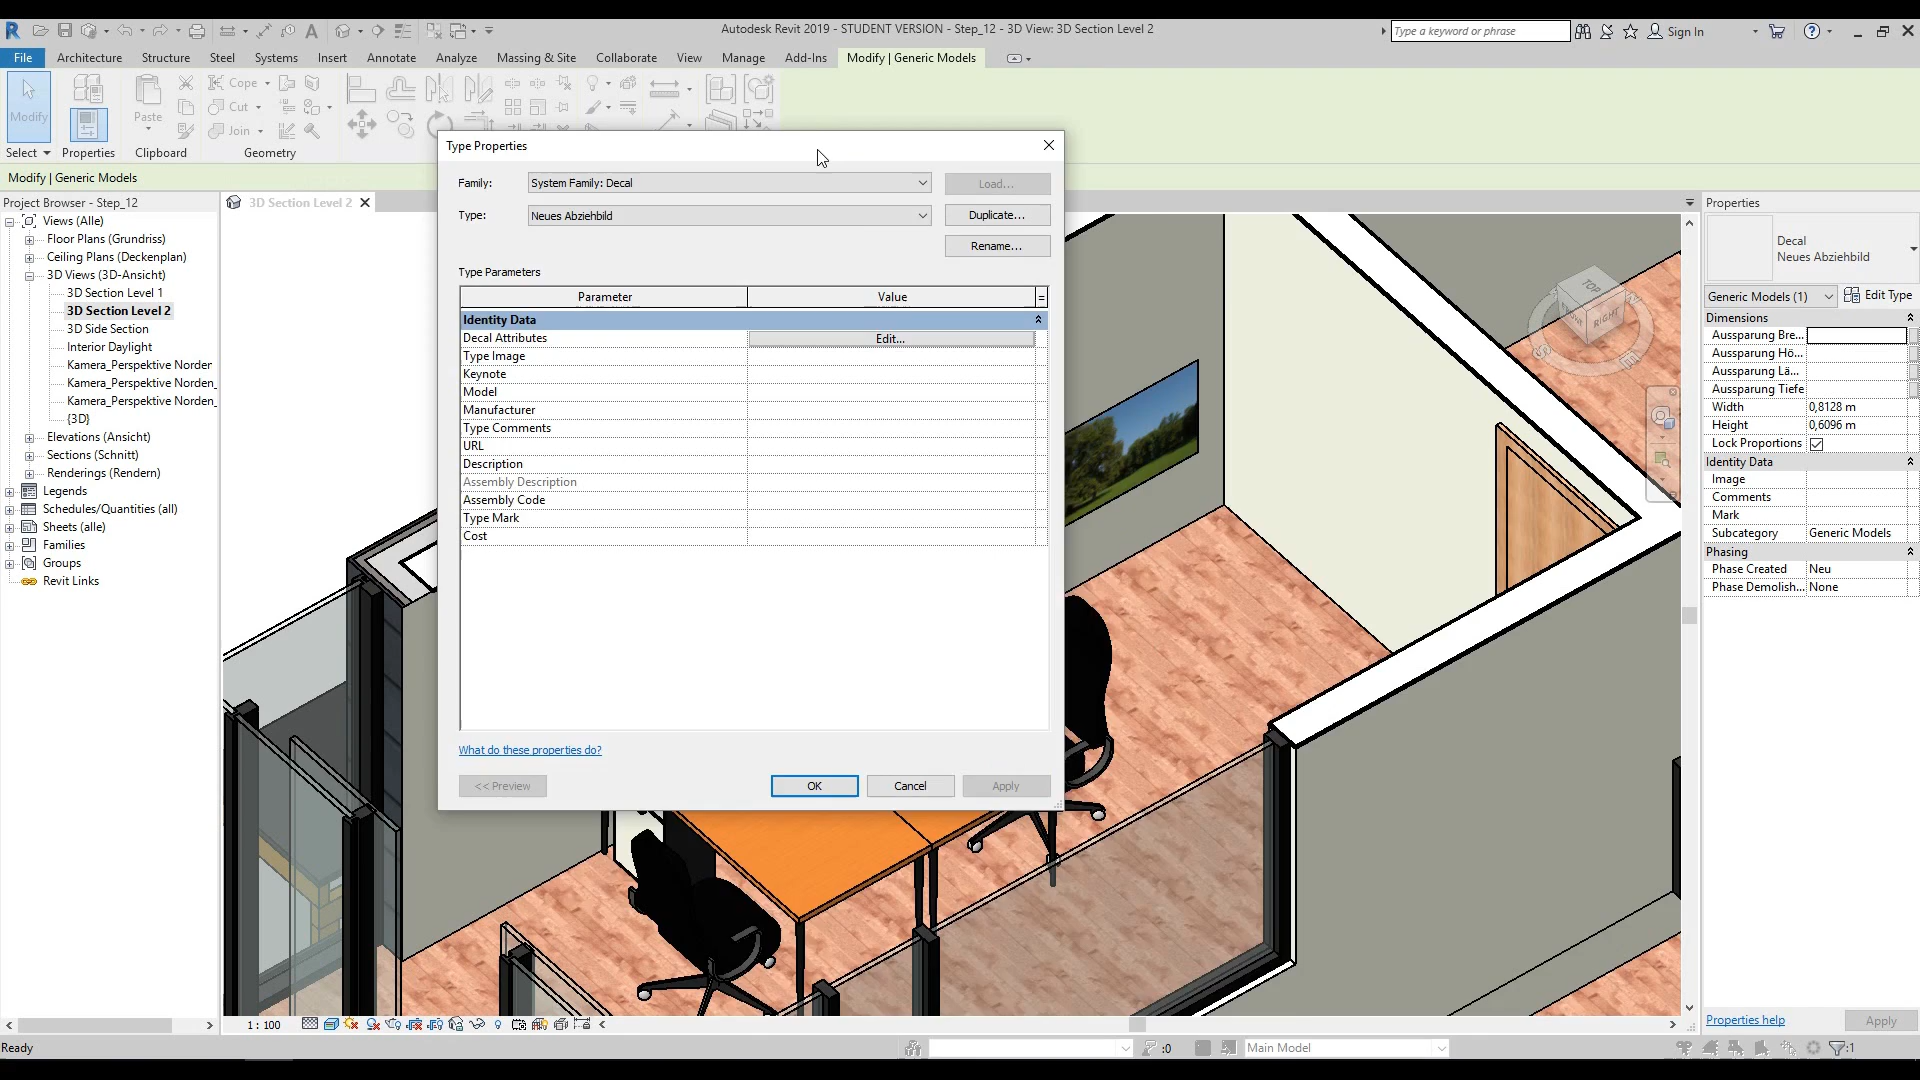 Autodesk Revit 2019 - STUDENT VERSION - Step_12 - 3D View: 3D Section Level 2
Type a keyword or phrase
Sign In
File
Architecture
Structure
Steel
Systems
Insert
Annotate
Analyze
Massing & Site
Collaborate
View
Manage
Add-Ins
Modify | Generic Models
Modify
Paste
Cope
Cut
Join
Select
Properties
Clipboard
Geometry
Modify | Generic Models
Project Browser - Step_12
Views (Alle)
Floor Plans (Grundriss)
Ceiling Plans (Deckenplan)
3D Views (3D-Ansicht)
3D Section Level 1
3D Section Level 2
3D Side Section
Interior Daylight
Kamera_Perspektive Norden
Kamera_Perspektive Norden_
Kamera_Perspektive Norden_
{3D}
Elevations (Ansicht)
Sections (Schnitt)
Renderings (Rendern)
Legends
Schedules/Quantities (all)
Sheets (alle)
Families
Groups
Revit Links
3D Section Level 2
Type Properties
Family:
System Family: Decal
Load...
Type:
Neues Abziehbild
Duplicate...
Rename...
Type Parameters
Parameter
Value
=
Identity Data
Decal Attributes
Edit...
Type Image
Keynote
Model
Manufacturer
Type Comments
URL
Description
Assembly Description
Assembly Code
Type Mark
Cost
What do these properties do?
<< Preview
OK
Cancel
Apply
TOP
RIGHT
Properties
Decal
Neues Abziehbild
Generic Models (1)
Edit Type
Dimensions
Aussparung Bre...
Aussparung Hö...
Aussparung Lä...
Aussparung Tiefe
Width 0,8128 m
Height 0,6096 m
Lock Proportions
Identity Data
Image
Comments
Mark
Subcategory Generic Models
Phasing
Phase Created Neu
Phase Demolish... None
Properties help
Apply
1 : 100
Ready
:0
Main Model
:1